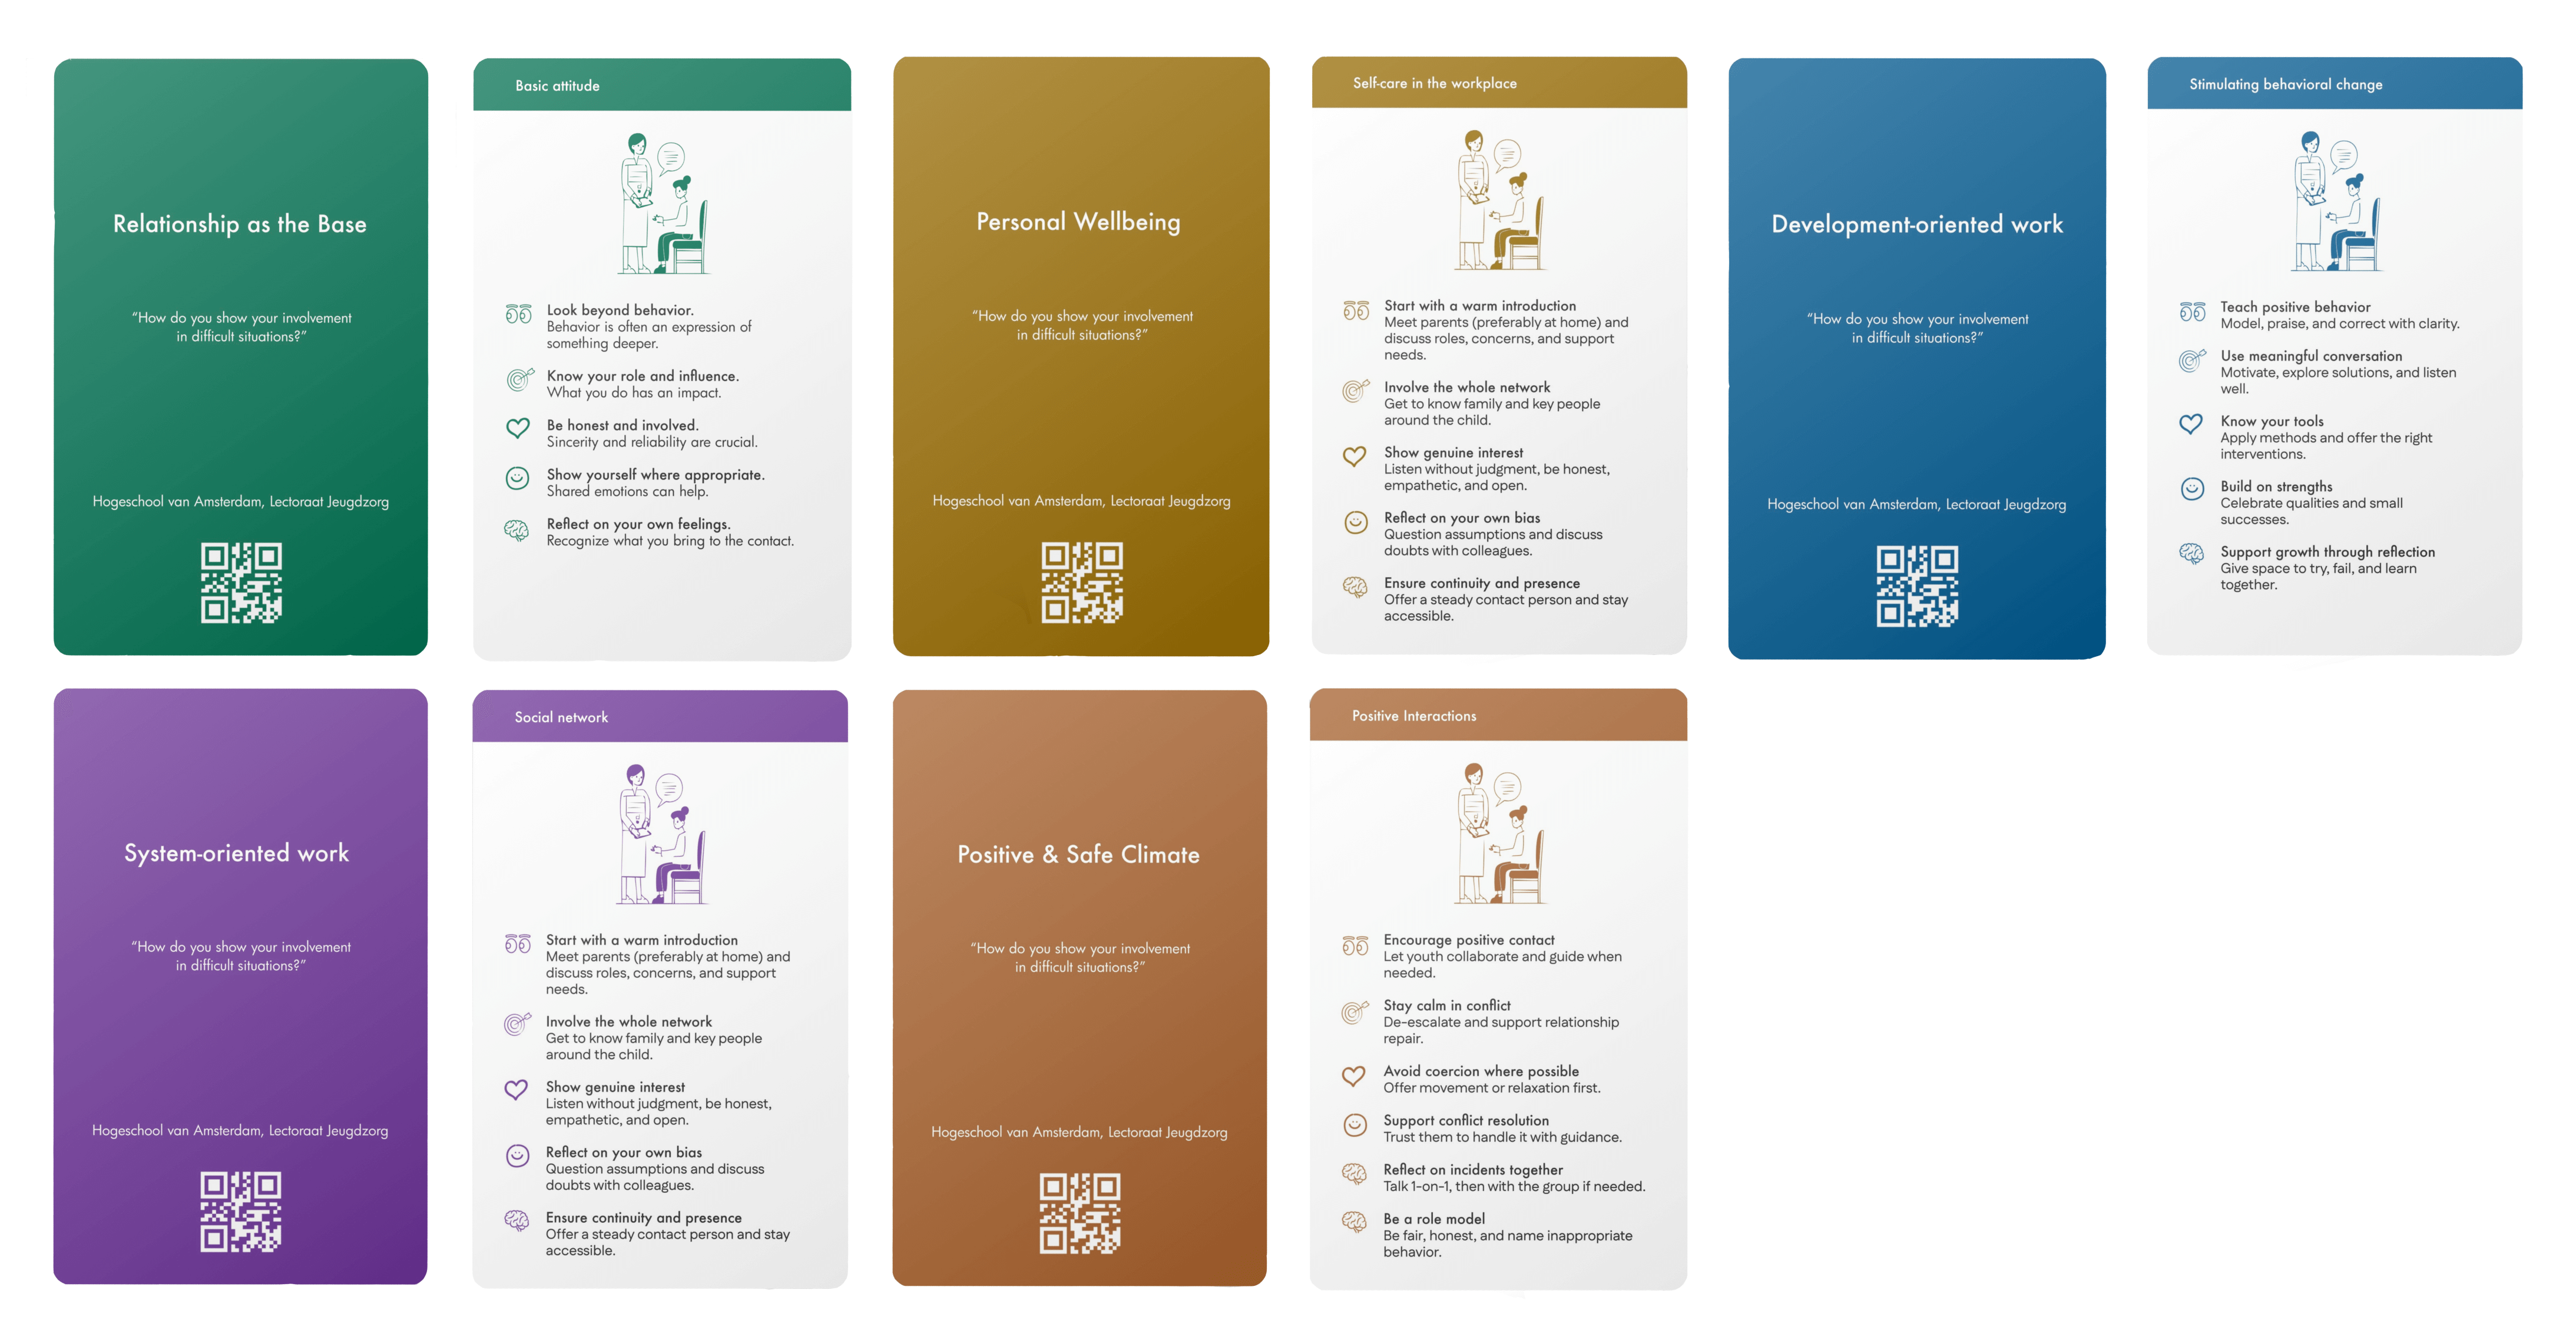 Relationship as the Base
“How do you show your involvement
in difficult situations?”
Hogeschool van Amsterdam, Lectoraat Jeugdzorg
Basic attitude
Look beyond behavior.
Behavior is often an expression of
something deeper.
Know your role and influence.
What you do has an impact.
Be honest and involved.
Sincerity and reliability are crucial.
Show yourself where appropriate.
Shared emotions can help.
Reflect on your own feelings.
Recognize what you bring to the contact.
Personal Wellbeing
“How do you show your involvement
in difficult situations?”
Hogeschool van Amsterdam, Lectoraat Jeugdzorg
Self-care in the workplace
Start with a warm introduction
Meet parents (preferably at home) and
discuss roles, concerns, and support
needs.
Involve the whole network
Get to know family and key people
around the child.
Show genuine interest
Listen without judgment, be honest,
empathetic, and open.
Reflect on your own bias
Question assumptions and discuss
doubts with colleagues.
Ensure continuity and presence
Offer a steady contact person and stay
accessible.
Development-oriented work
“How do you show your involvement
in difficult situations?”
Hogeschool van Amsterdam, Lectoraat Jeugdzorg
Stimulating behavioral change
Teach positive behavior
Model, praise, and correct with clarity.
Use meaningful conversation
Motivate, explore solutions, and listen
well.
Know your tools
Apply methods and offer the right
interventions.
Build on strengths
Celebrate qualities and small
successes.
Support growth through reflection
Give space to try, fail, and learn
together.
System-oriented work
“How do you show your involvement
in difficult situations?”
Hogeschool van Amsterdam, Lectoraat Jeugdzorg
Social network
Start with a warm introduction
Meet parents (preferably at home) and
discuss roles, concerns, and support
needs.
Involve the whole network
Get to know family and key people
around the child.
Show genuine interest
Listen without judgment, be honest,
empathetic, and open.
Reflect on your own bias
Question assumptions and discuss
doubts with colleagues.
Ensure continuity and presence
Offer a steady contact person and stay
accessible.
Positive & Safe Climate
“How do you show your involvement
in difficult situations?”
Hogeschool van Amsterdam, Lectoraat Jeugdzorg
Positive Interactions
Encourage positive contact
Let youth collaborate and guide when
needed.
Stay calm in conflict
De-escalate and support relationship
repair.
Avoid coercion where possible
Offer movement or relaxation first.
Support conflict resolution
Trust them to handle it with guidance.
Reflect on incidents together
Talk 1-on-1, then with the group if needed.
Be a role model
Be fair, honest, and name inappropriate
behavior.